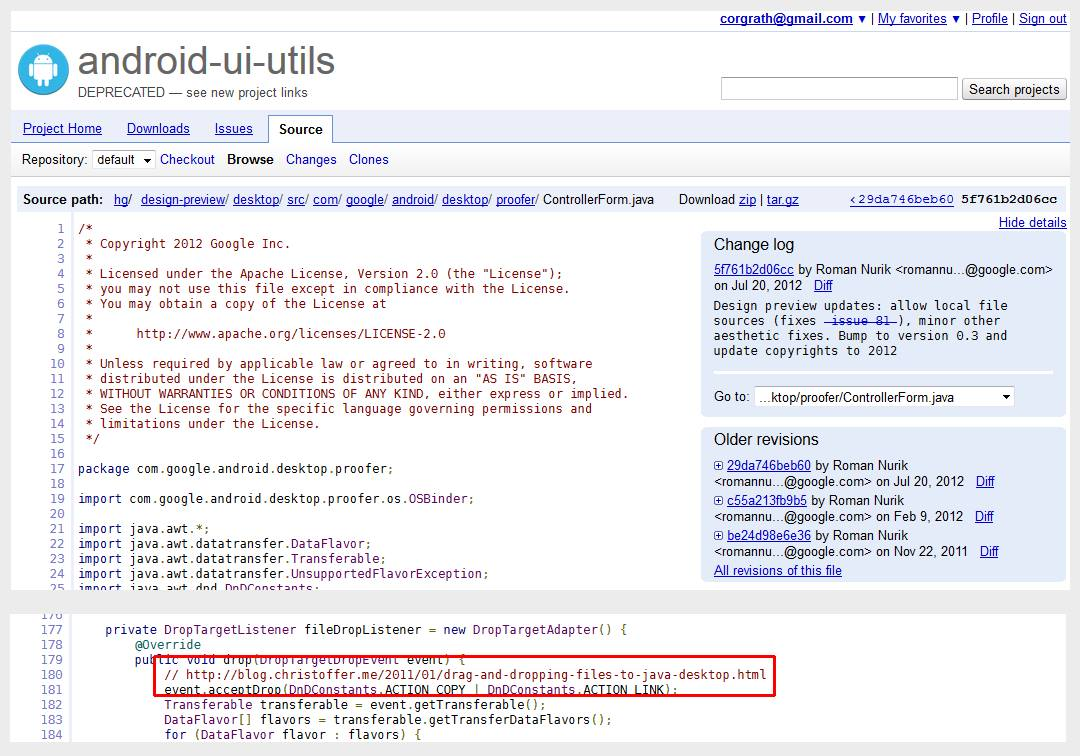 corgrath@gmail.com ▼ | My favorites ▼ | Profile | Sign out
android-ui-utils
DEPRECATED — see new project links
Search projects
Project Home Downloads Issues Source
Repository: default Checkout Browse Changes Clones
Source path: hg/ design-preview/ desktop/ src/ com/ google/ android/ desktop/ proofer/ ControllerForm.java Download zip | tar.gz <29da746beb60 5f761b2d06cc
Hide details
1 /*
2 * Copyright 2012 Google Inc.
3 *
4 * Licensed under the Apache License, Version 2.0 (the "License");
5 * you may not use this file except in compliance with the License.
6 * You may obtain a copy of the License at
7 *
8 * http://www.apache.org/licenses/LICENSE-2.0
9 *
10 * Unless required by applicable law or agreed to in writing, software
11 * distributed under the License is distributed on an "AS IS" BASIS,
12 * WITHOUT WARRANTIES OR CONDITIONS OF ANY KIND, either express or implied.
13 * See the License for the specific language governing permissions and
14 * limitations under the License.
15 */
16
17 package com.google.android.desktop.proofer;
18
19 import com.google.android.desktop.proofer.os.OSBinder;
20
21 import java.awt.*;
22 import java.awt.datatransfer.DataFlavor;
23 import java.awt.datatransfer.Transferable;
24 import java.awt.datatransfer.UnsupportedFlavorException;
25 import java.awt.dnd.DnDConstants;
Change log
5f761b2d06cc by Roman Nurik <romannu...@google.com>
on Jul 20, 2012 Diff
Design preview updates: allow local file
sources (fixes issue 81 ), minor other
aesthetic fixes. Bump to version 0.3 and
update copyrights to 2012
Go to: ...ktop/proofer/ControllerForm.java
Older revisions
29da746beb60 by Roman Nurik
<romannu...@google.com> on Jul 20, 2012 Diff
c55a213fb9b5 by Roman Nurik
<romannu...@google.com> on Feb 9, 2012 Diff
be24d98e6e36 by Roman Nurik
<romannu...@google.com> on Nov 22, 2011 Diff
All revisions of this file
176
177 private DropTargetListener fileDropListener = new DropTargetAdapter() {
178 @Override
179 public void drop(DropTargetDropEvent event) {
180 // http://blog.christoffer.me/2011/01/drag-and-dropping-files-to-java-desktop.html
181 event.acceptDrop(DnDConstants.ACTION_COPY | DnDConstants.ACTION_LINK);
182 Transferable transferable = event.getTransferable();
183 DataFlavor[] flavors = transferable.getTransferDataFlavors();
184 for (DataFlavor flavor : flavors) {